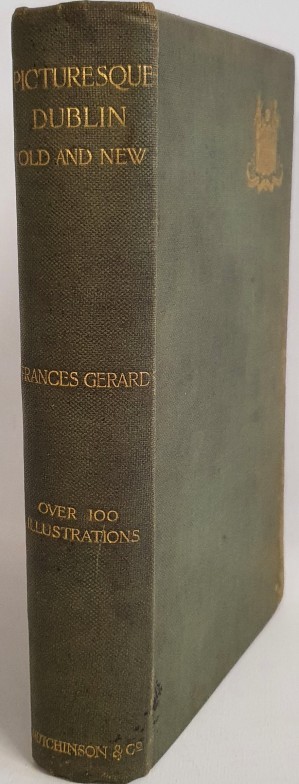 PICTURESQUE
DUBLIN
OLD AND NEW
FRANCES GERARD
OVER 100
ILLUSTRATIONS
HUTCHINSON & Co